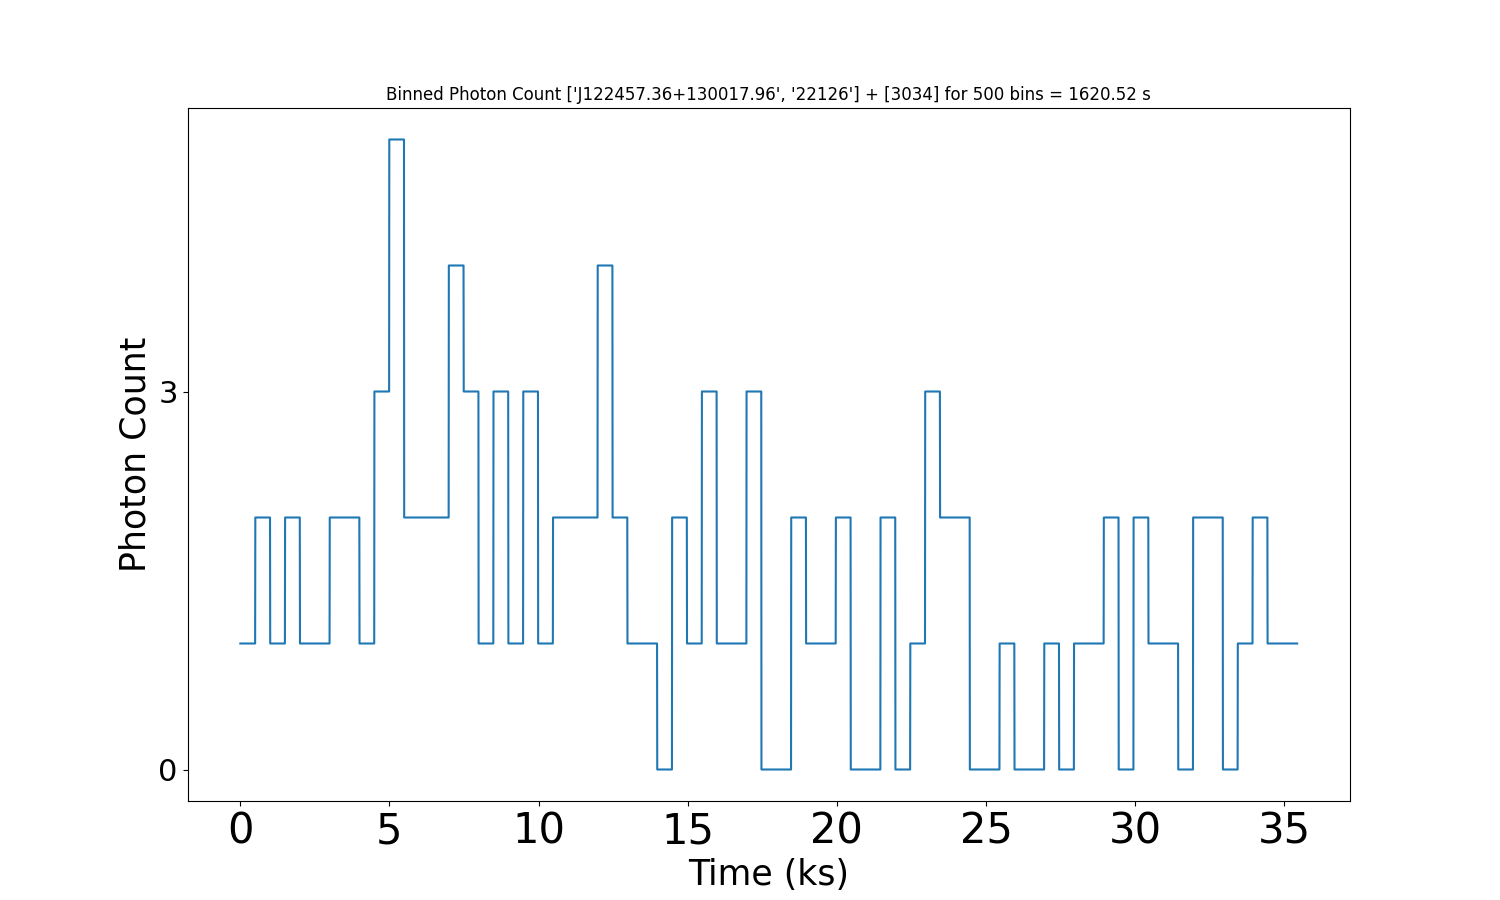 Binned Photon Count ['J122457.36+130017.96', '22126'] + [3034] for 500 bins = 1620.52 s
Photon Count
3
0
0 5 10 15 20 25 30 35
Time (ks)